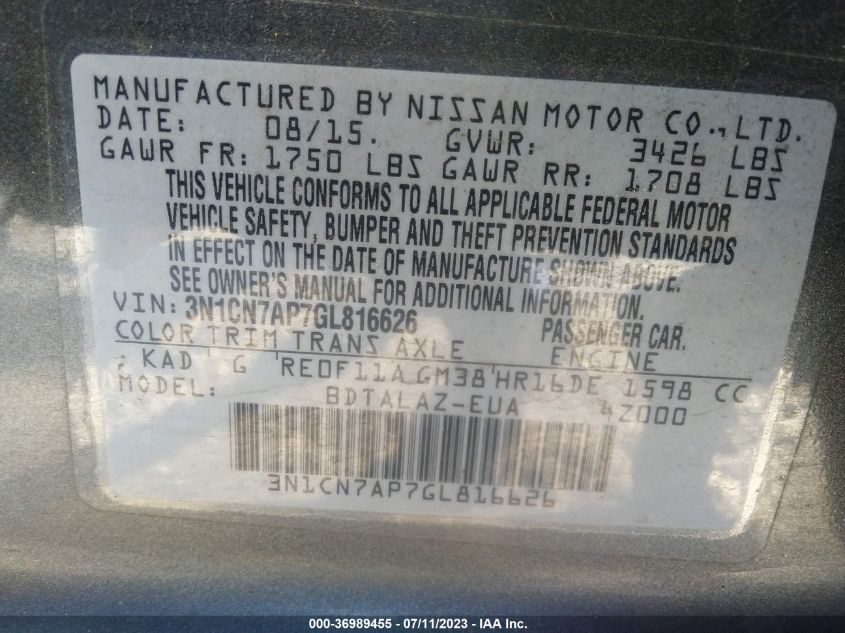 MANUFACTURED BY NISSAN MOTOR CO., LTD.
DATE: 08/15. GVWR: 3426 LBS
GAWR FR: 1750 LBS GAWR RR: 1708 LBS
THIS VEHICLE CONFORMS TO ALL APPLICABLE FEDERAL MOTOR
VEHICLE SAFETY, BUMPER AND THEFT PREVENTION STANDARDS
IN EFFECT ON THE DATE OF MANUFACTURE SHOWN ABOVE.
SEE OWNER'S MANUAL FOR ADDITIONAL INFORMATION.
VIN: 3N1CN7AP7GL816626 PASSENGER CAR.
COLOR TRIM TRANS AXLE ENGINE
: KAD ' G 'RE0F11A GM38'HR16DE 1598 CC
MODEL: BDTALAZ-EUA 4Z000
3N1CN7AP7GL816626
000-36989455 - 07/11/2023 - IAA Inc.